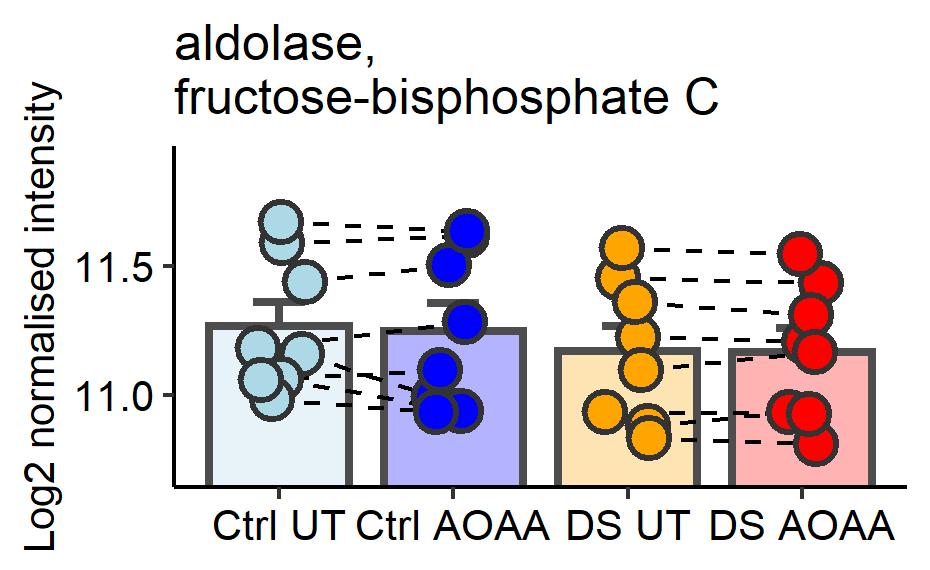 aldolase,
fructose-bisphosphate C
Log2 normalised intensity
11.5
11.0
Ctrl UT Ctrl AOAA DS UT DS AOAA